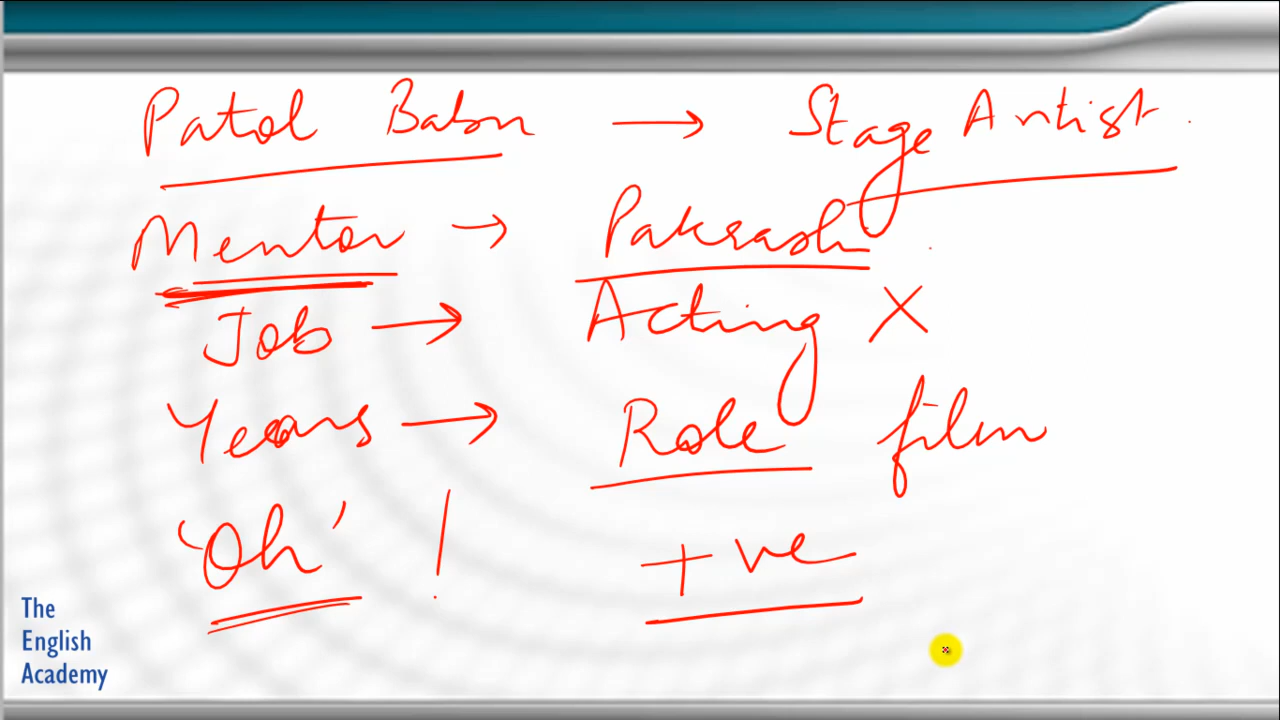 Patol Babu → Stage Artist.
Mentor → Pakrashi.
Job → Acting X
Years → Role film
'Oh' ! +ve
The
English
Academy